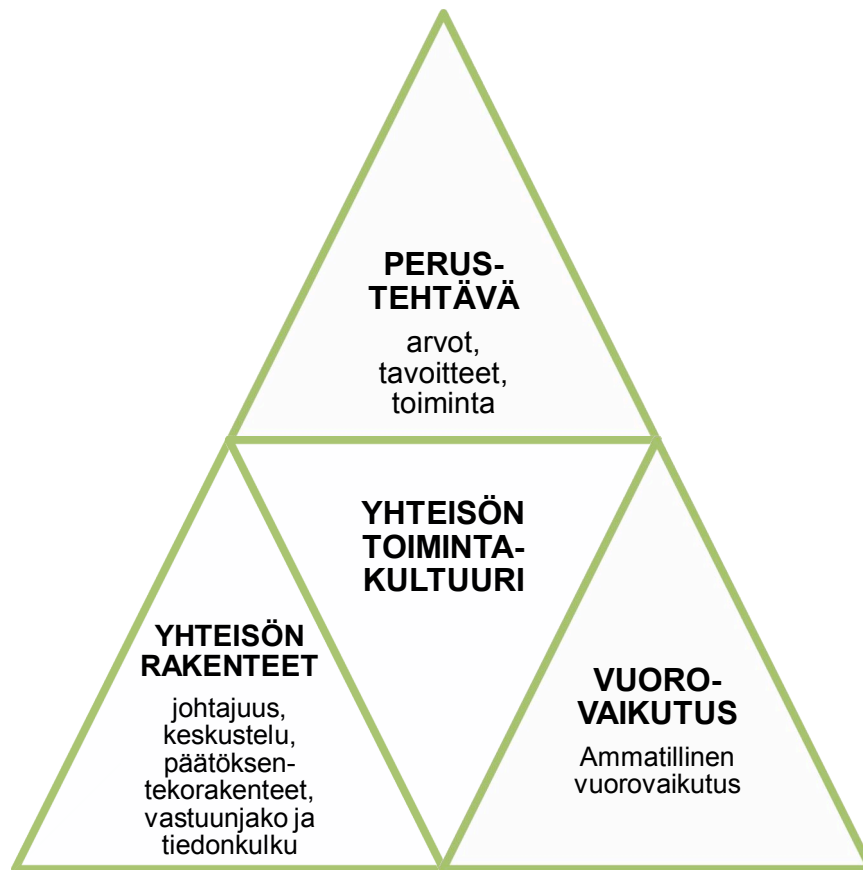 PERUS-
TEHTÄVÄ
arvot,
tavoitteet,
toiminta
YHTEISÖN
TOIMINTA-
KULTTUURI
YHTEISÖN
RAKENTEET
johtajuus,
keskustelu,
päätöksen-
tekorakenteet,
vastuunjako ja
tiedonkulku
VUORO-
VAIKUTUS
Ammatillinen
vuorovaikutus